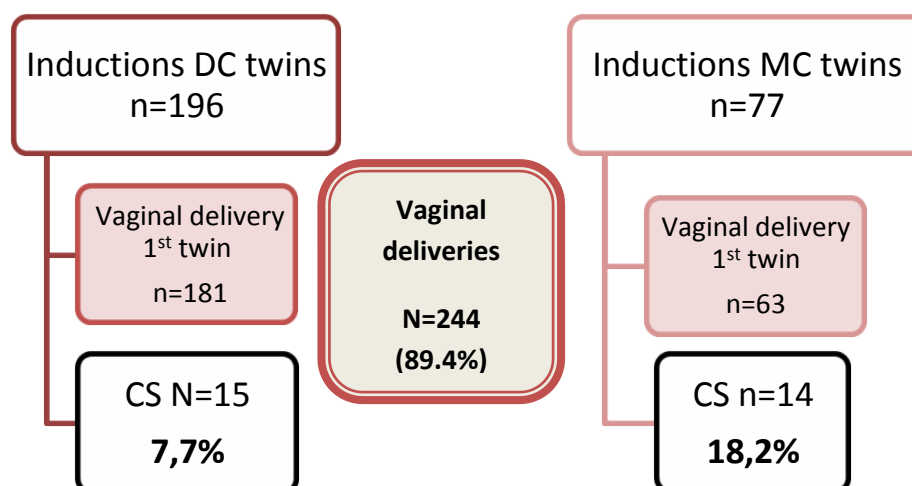 Inductions DC twins
n=196
Vaginal delivery
1st twin
n=181
CS N=15
7,7%
Vaginal
deliveries
N=244
(89.4%)
Inductions MC twins
n=77
Vaginal delivery
1st twin
n=63
CS n=14
18,2%